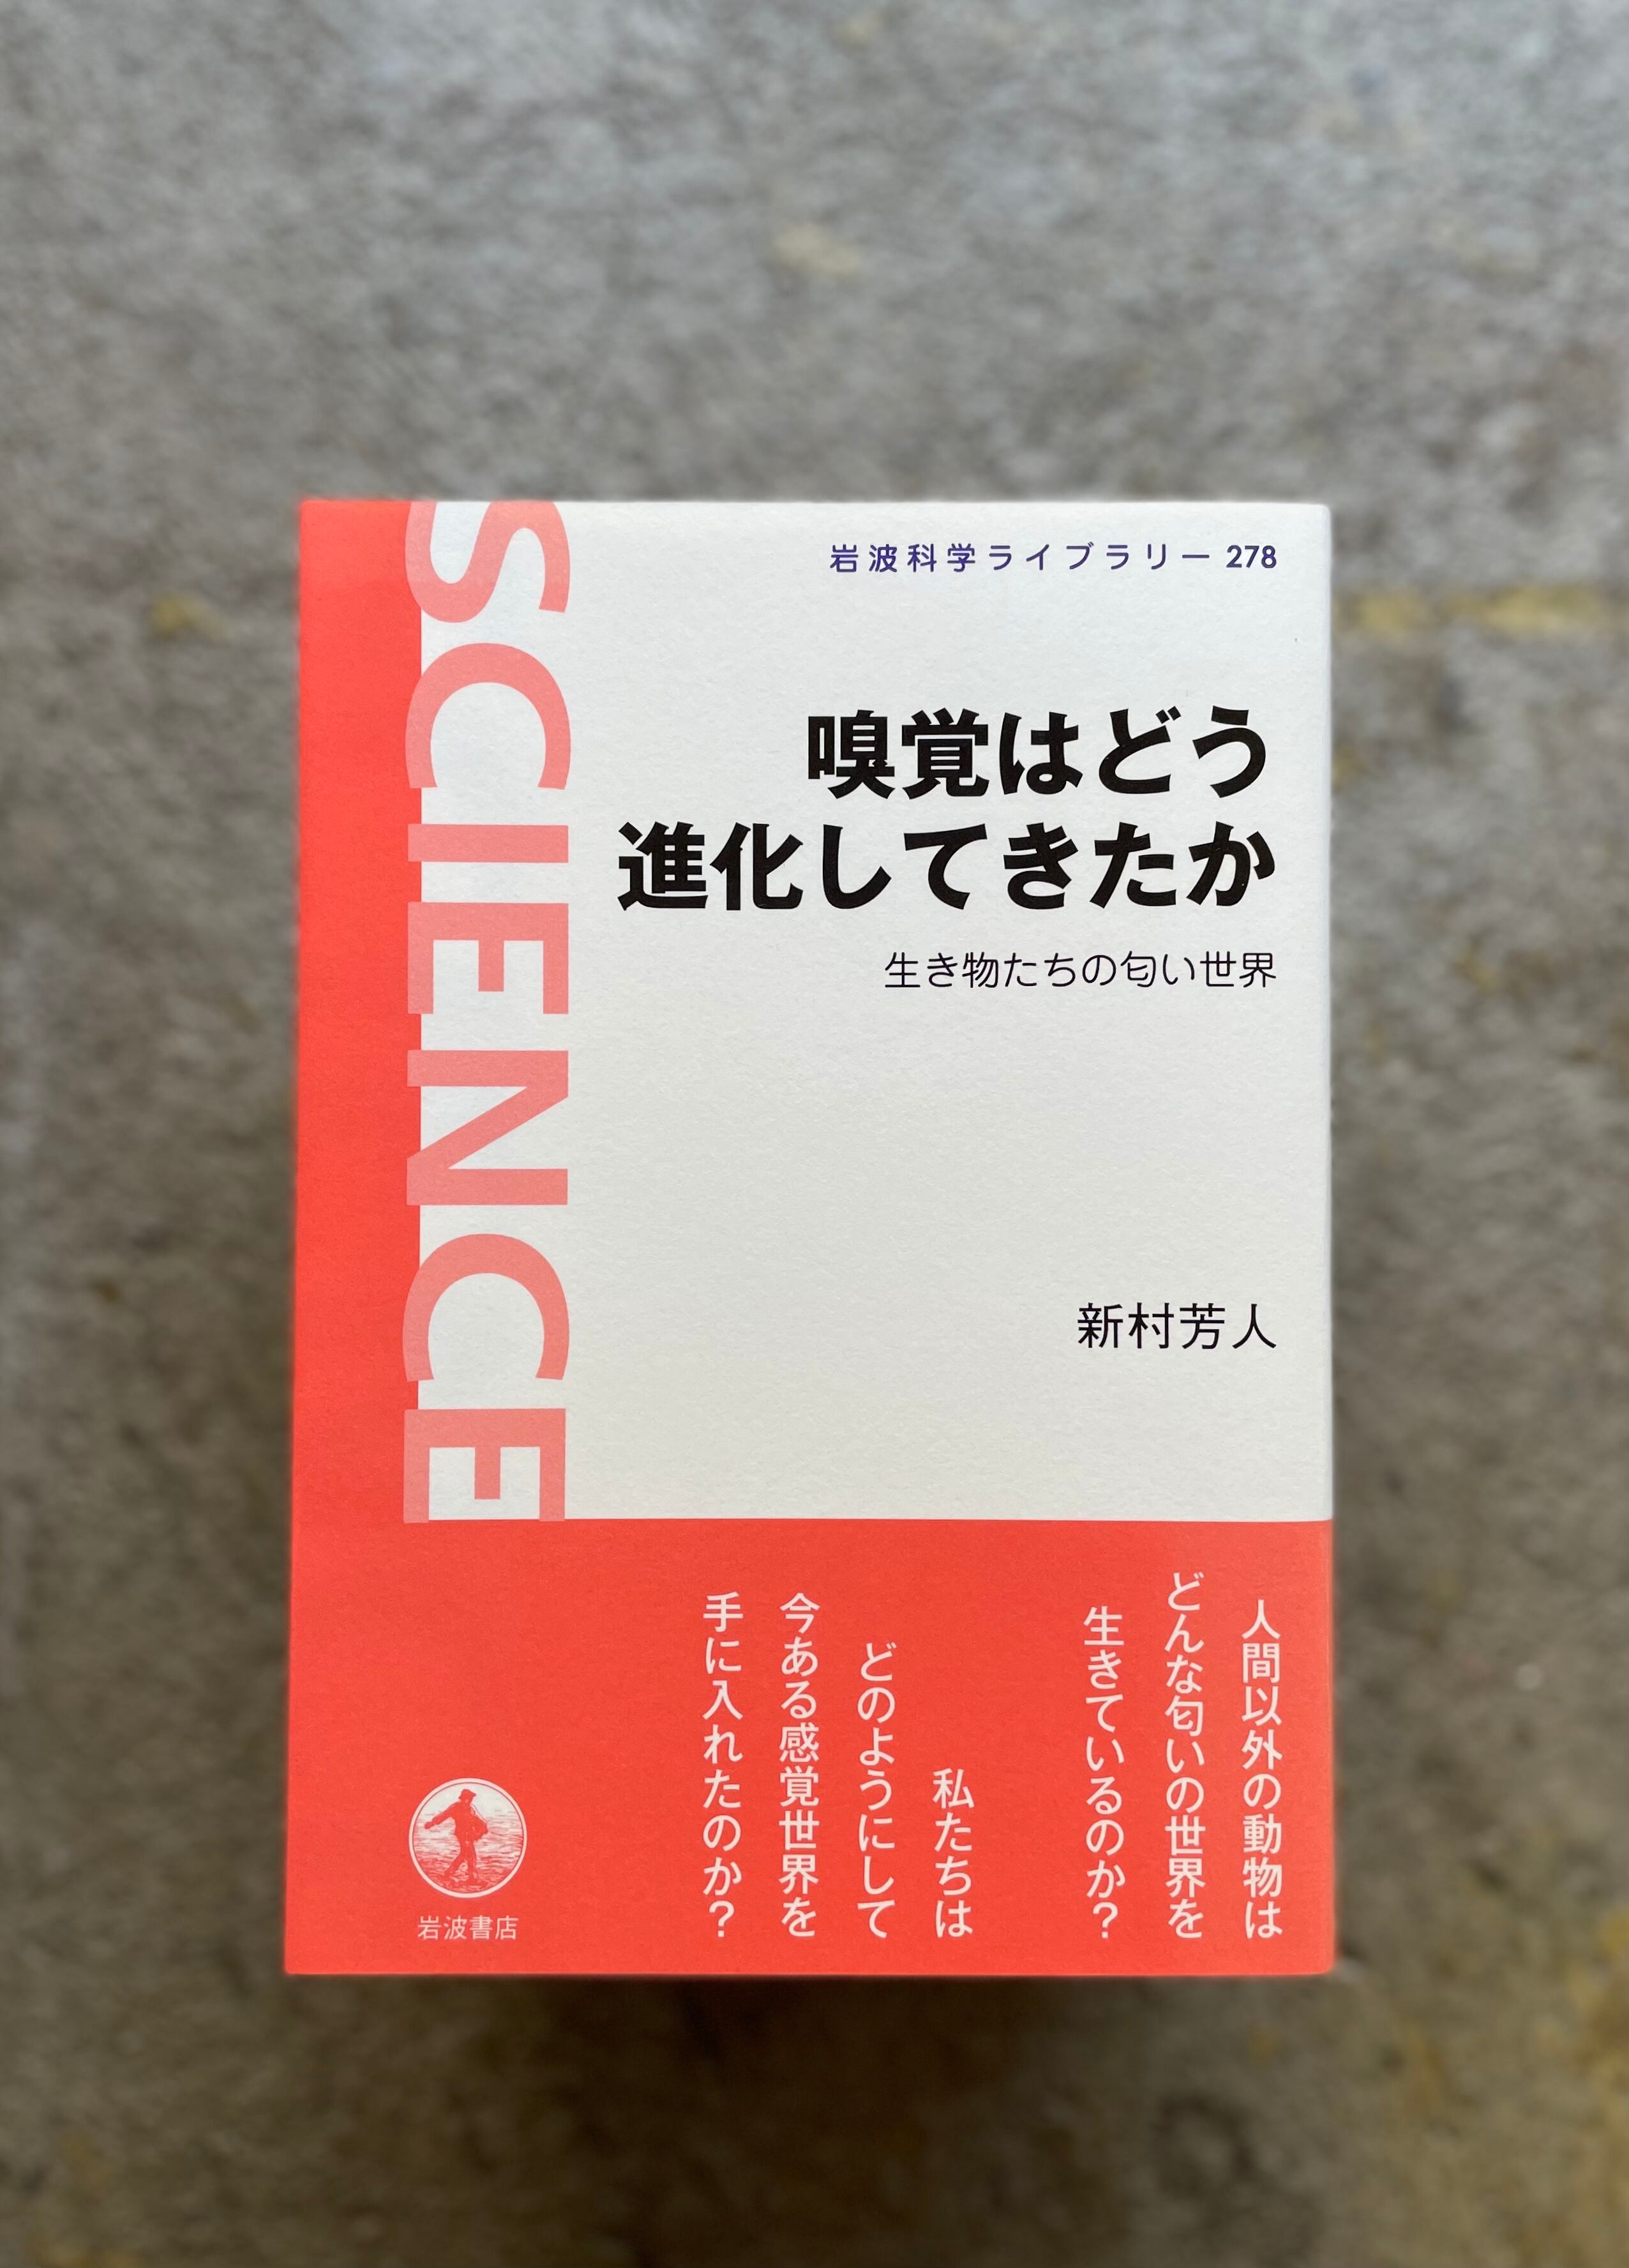 SCIENCE
岩波科学ライブラリー 278
嗅覚はどう
進化してきたか
生き物たちの匂い世界
新村芳人
人間以外の動物は
どんな匂いの世界を
生きているのか?
私たちは
どのようにして
今ある感覚世界を
手に入れたのか?
岩波書店